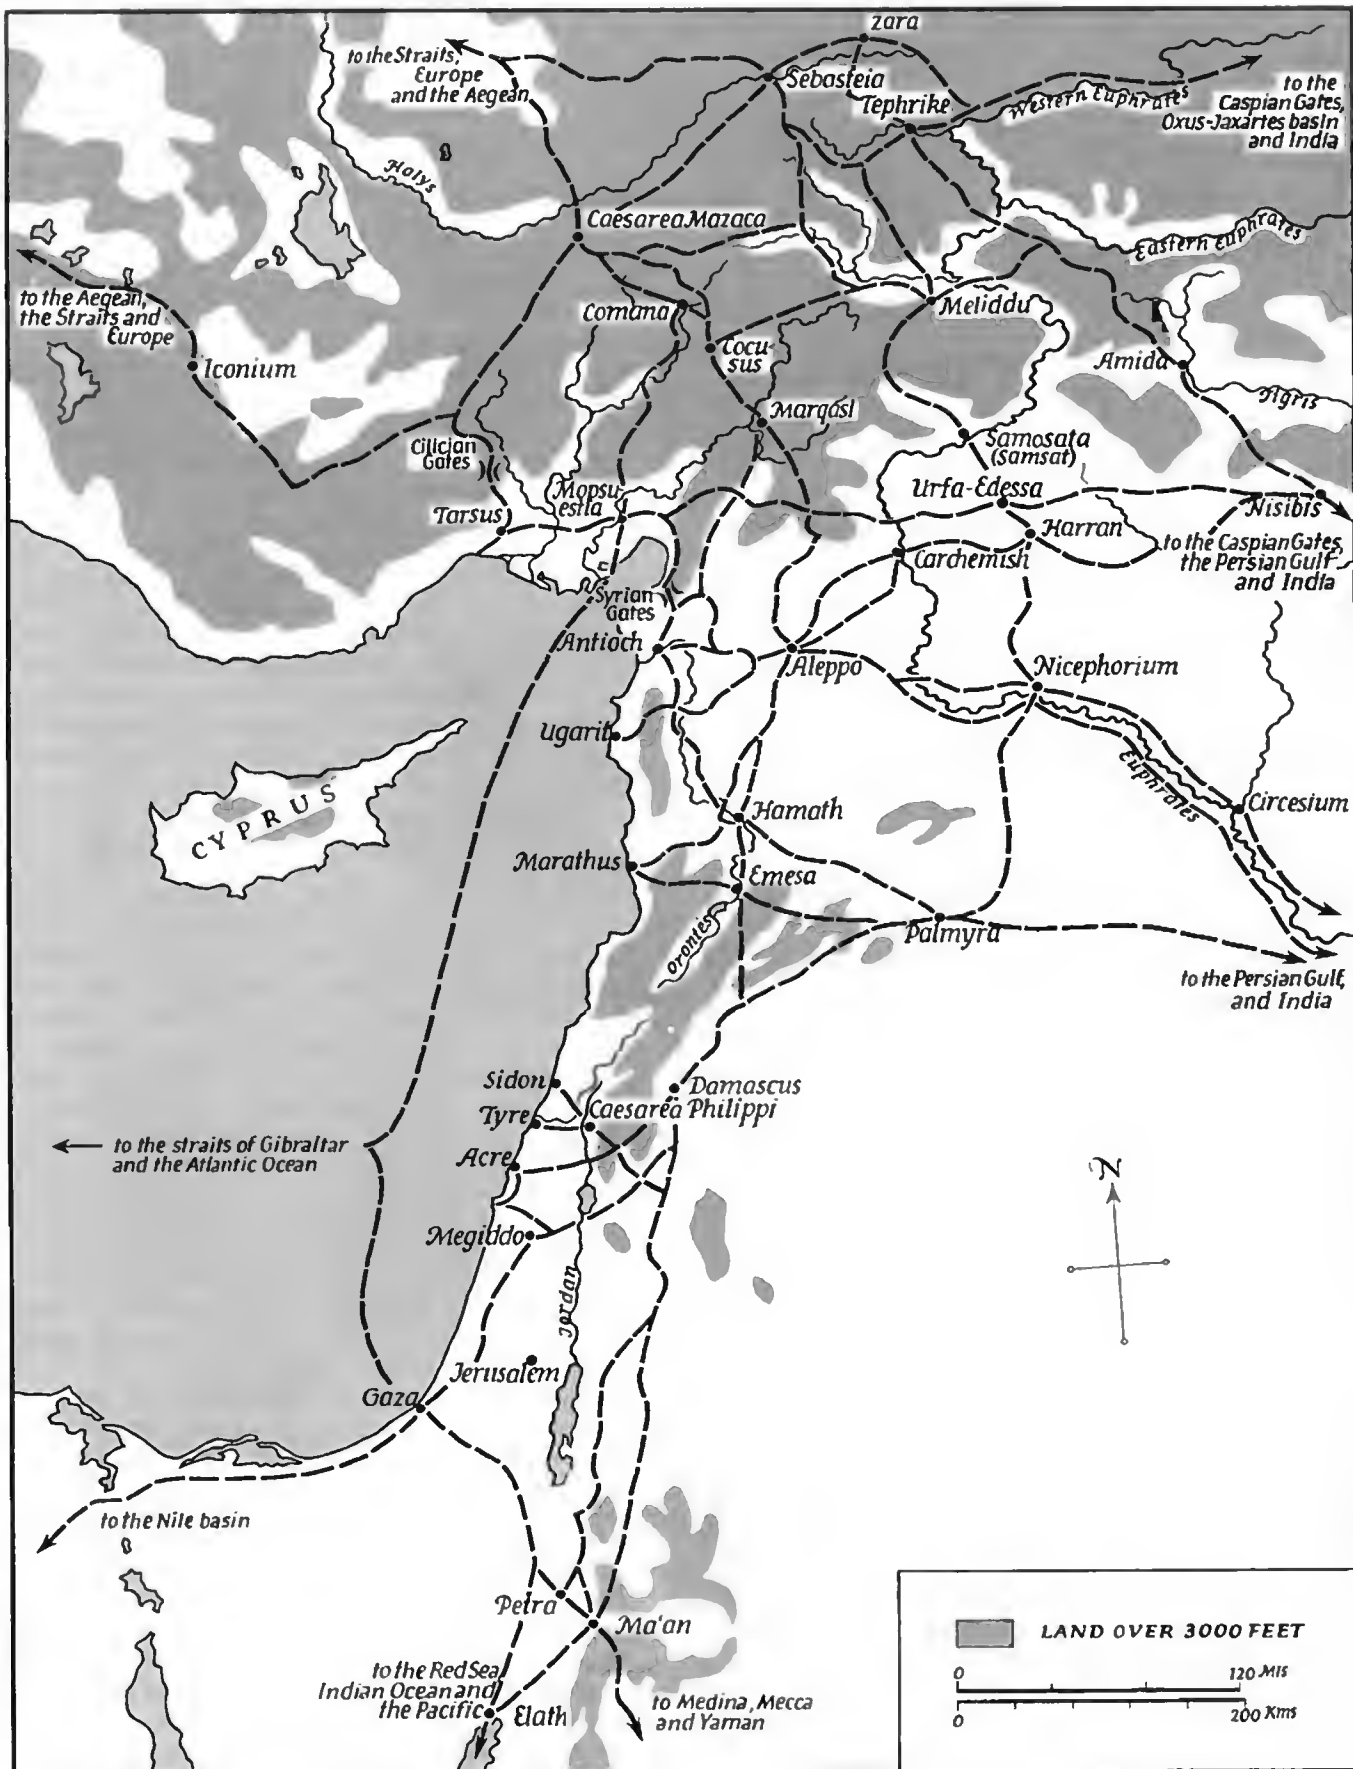 zara
to the Straits,
Europe
and the Aegean
Sebasteia
Tephrike
Western Euphrates
to the
Caspian Gates,
Oxus-Jaxartes basin
and India
Halys
Caesarea Mazaca
Eastern Euphrates
to the Aegean,
the Straits and
Europe
Comana
Meliddu
Iconium
Cocu-
sus
Amida
Tigris
Marqasi
Cilician
Gates
Samosata
(Samsat)
Mopsu-
estia
Urfa-Edessa
Tarsus
Nisibis
Harran
Carchemish
to the Caspian Gates,
the Persian Gulf
and India
Syrian
Gates
Antioch
Aleppo
Nicephorium
Ugarit
Euphrates
CYPRUS
Hamath
Circesium
Marathus
Emesa
Orontes
Palmyra
to the Persian Gulf,
and India
Sidon
Damascus
Tyre
Caesarea Philippi
to the straits of Gibraltar
and the Atlantic Ocean
Acre
N
Megiddo
Jordan
Jerusalem
Gaza
to the Nile basin
Petra
Ma'an
LAND OVER 3000 FEET
to the Red Sea,
Indian Ocean and
the Pacific
Elath
to Medina, Mecca
and Yaman
0 120 Mls
0 200 Kms